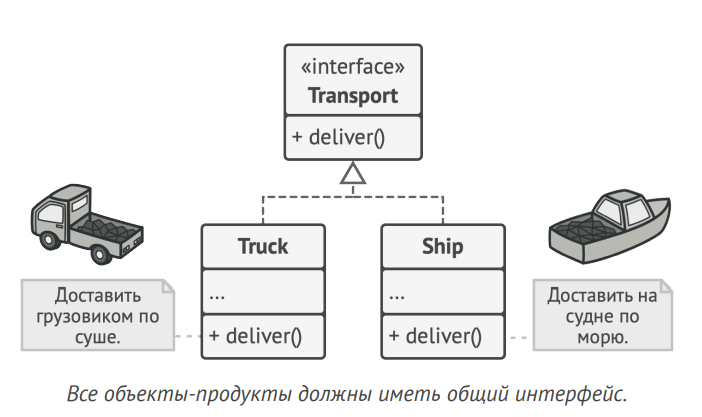 «interface»
Transport
+ deliver()
Truck
...
+ deliver()
Ship
...
+ deliver()
Доставить
грузовиком по
суше.
Доставить на
судне по
морю.
Все объекты-продукты должны иметь общий интерфейс.